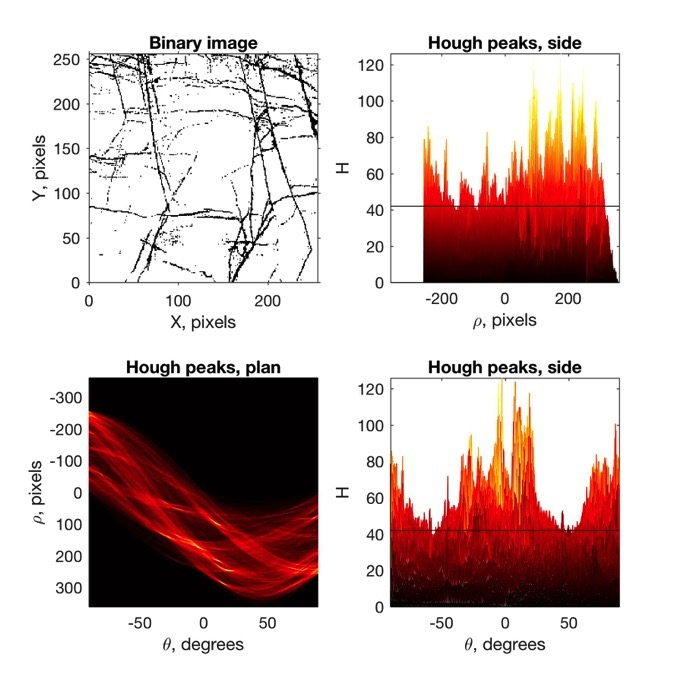 Binary image
250
200
150
100
50
0
Y, pixels
0 100 200
X, pixels
Hough peaks, side
120
100
80
60
40
20
0
H
-200 0 200
ρ, pixels
Hough peaks, plan
-300
-200
-100
0
100
200
300
ρ, pixels
-50 0 50
θ, degrees
Hough peaks, side
120
100
80
60
40
20
0
H
-50 0 50
θ, degrees